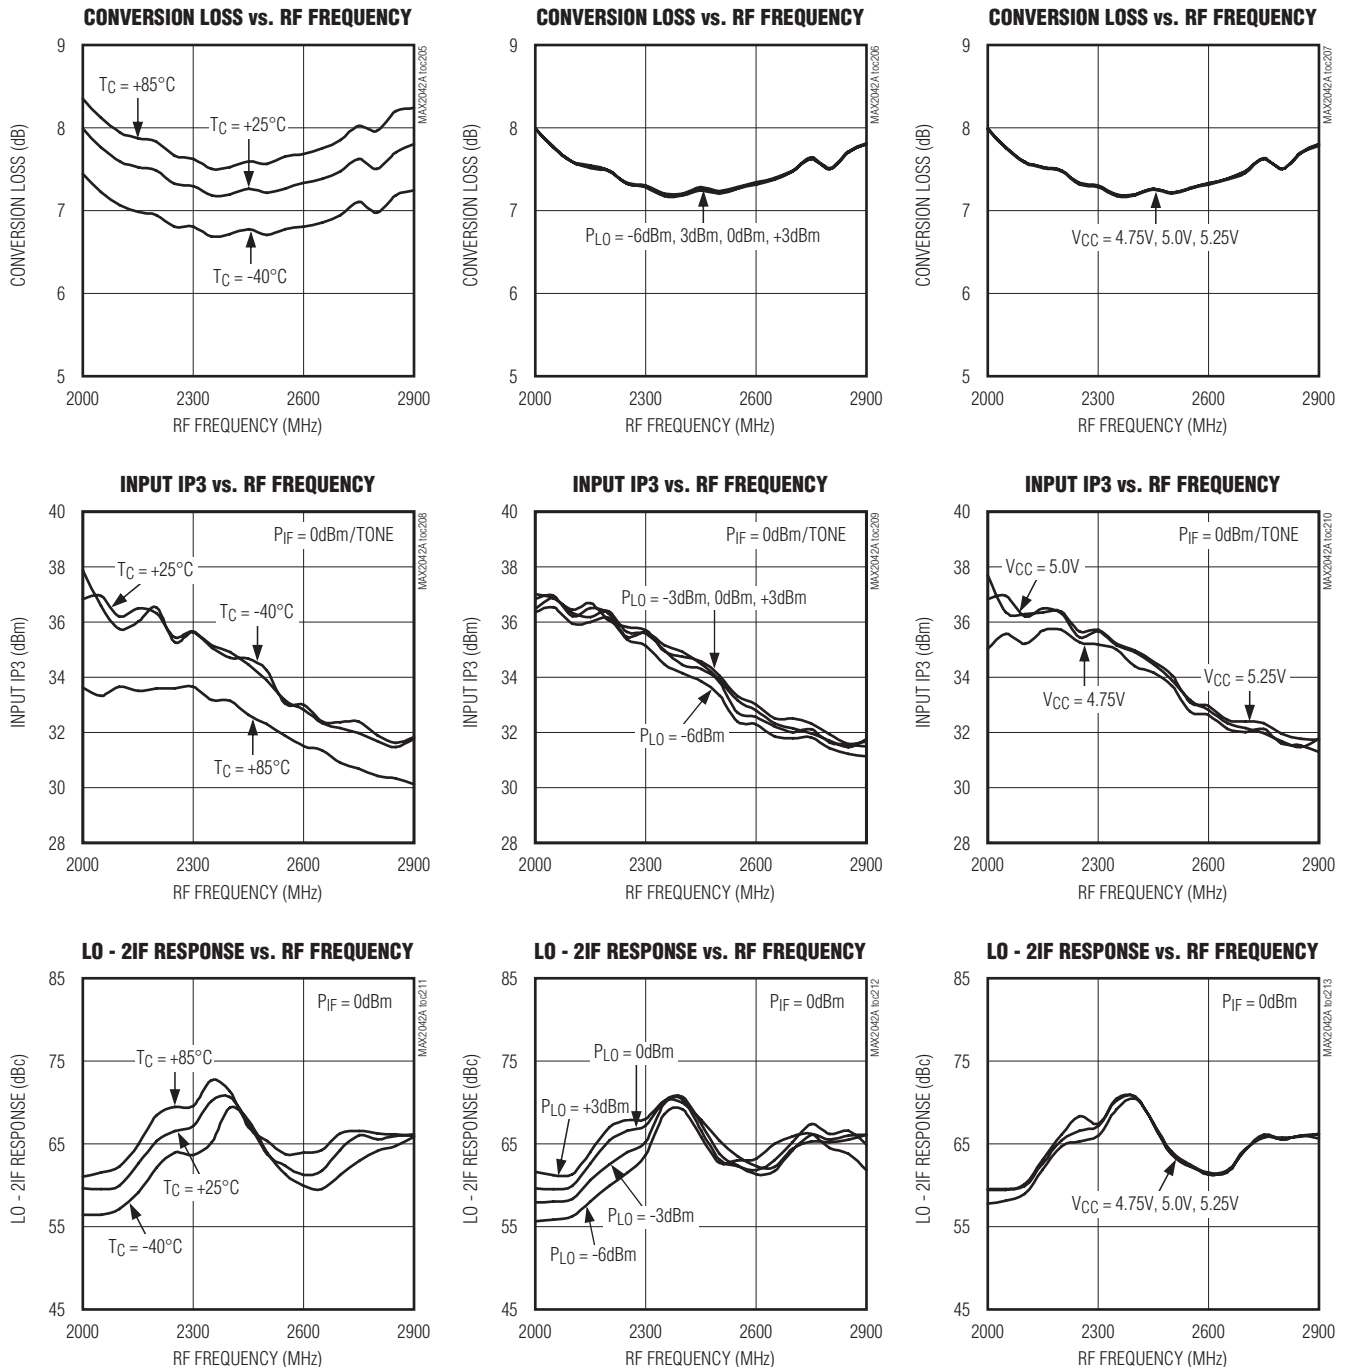 CONVERSION LOSS vs. RF FREQUENCY
9
8
7
6
5
CONVERSION LOSS (dB)
TC = +85°C
TC = +25°C
TC = -40°C
MAX2042A toc205
2000 2300 2600 2900
RF FREQUENCY (MHz)
CONVERSION LOSS vs. RF FREQUENCY
9
8
7
6
5
CONVERSION LOSS (dB)
PLO = -6dBm, 3dBm, 0dBm, +3dBm
MAX2042A toc206
2000 2300 2600 2900
RF FREQUENCY (MHz)
CONVERSION LOSS vs. RF FREQUENCY
9
8
7
6
5
CONVERSION LOSS (dB)
VCC = 4.75V, 5.0V, 5.25V
MAX2042A toc207
2000 2300 2600 2900
RF FREQUENCY (MHz)
INPUT IP3 vs. RF FREQUENCY
40
38
36
34
32
30
28
INPUT IP3 (dBm)
PIF = 0dBm/TONE
TC = +25°C
TC = -40°C
TC = +85°C
MAX2042A toc208
2000 2300 2600 2900
RF FREQUENCY (MHz)
INPUT IP3 vs. RF FREQUENCY
40
38
36
34
32
30
28
INPUT IP3 (dBm)
PIF = 0dBm/TONE
PLO = -3dBm, 0dBm, +3dBm
PLO = -6dBm
MAX2042A toc209
2000 2300 2600 2900
RF FREQUENCY (MHz)
INPUT IP3 vs. RF FREQUENCY
40
38
36
34
32
30
28
INPUT IP3 (dBm)
PIF = 0dBm/TONE
VCC = 5.0V
VCC = 5.25V
VCC = 4.75V
MAX2042A toc210
2000 2300 2600 2900
RF FREQUENCY (MHz)
LO - 2IF RESPONSE vs. RF FREQUENCY
85
75
65
55
45
LO - 2IF RESPONSE (dBc)
PIF = 0dBm
TC = +85°C
TC = +25°C
TC = -40°C
MAX2042A toc211
2000 2300 2600 2900
RF FREQUENCY (MHz)
LO - 2IF RESPONSE vs. RF FREQUENCY
85
75
65
55
45
LO - 2IF RESPONSE (dBc)
PIF = 0dBm
PLO = 0dBm
PLO = +3dBm
PLO = -3dBm
PLO = -6dBm
MAX2042A toc212
2000 2300 2600 2900
RF FREQUENCY (MHz)
LO - 2IF RESPONSE vs. RF FREQUENCY
85
75
65
55
45
LO - 2IF RESPONSE (dBc)
PIF = 0dBm
VCC = 4.75V, 5.0V, 5.25V
MAX2042A toc213
2000 2300 2600 2900
RF FREQUENCY (MHz)